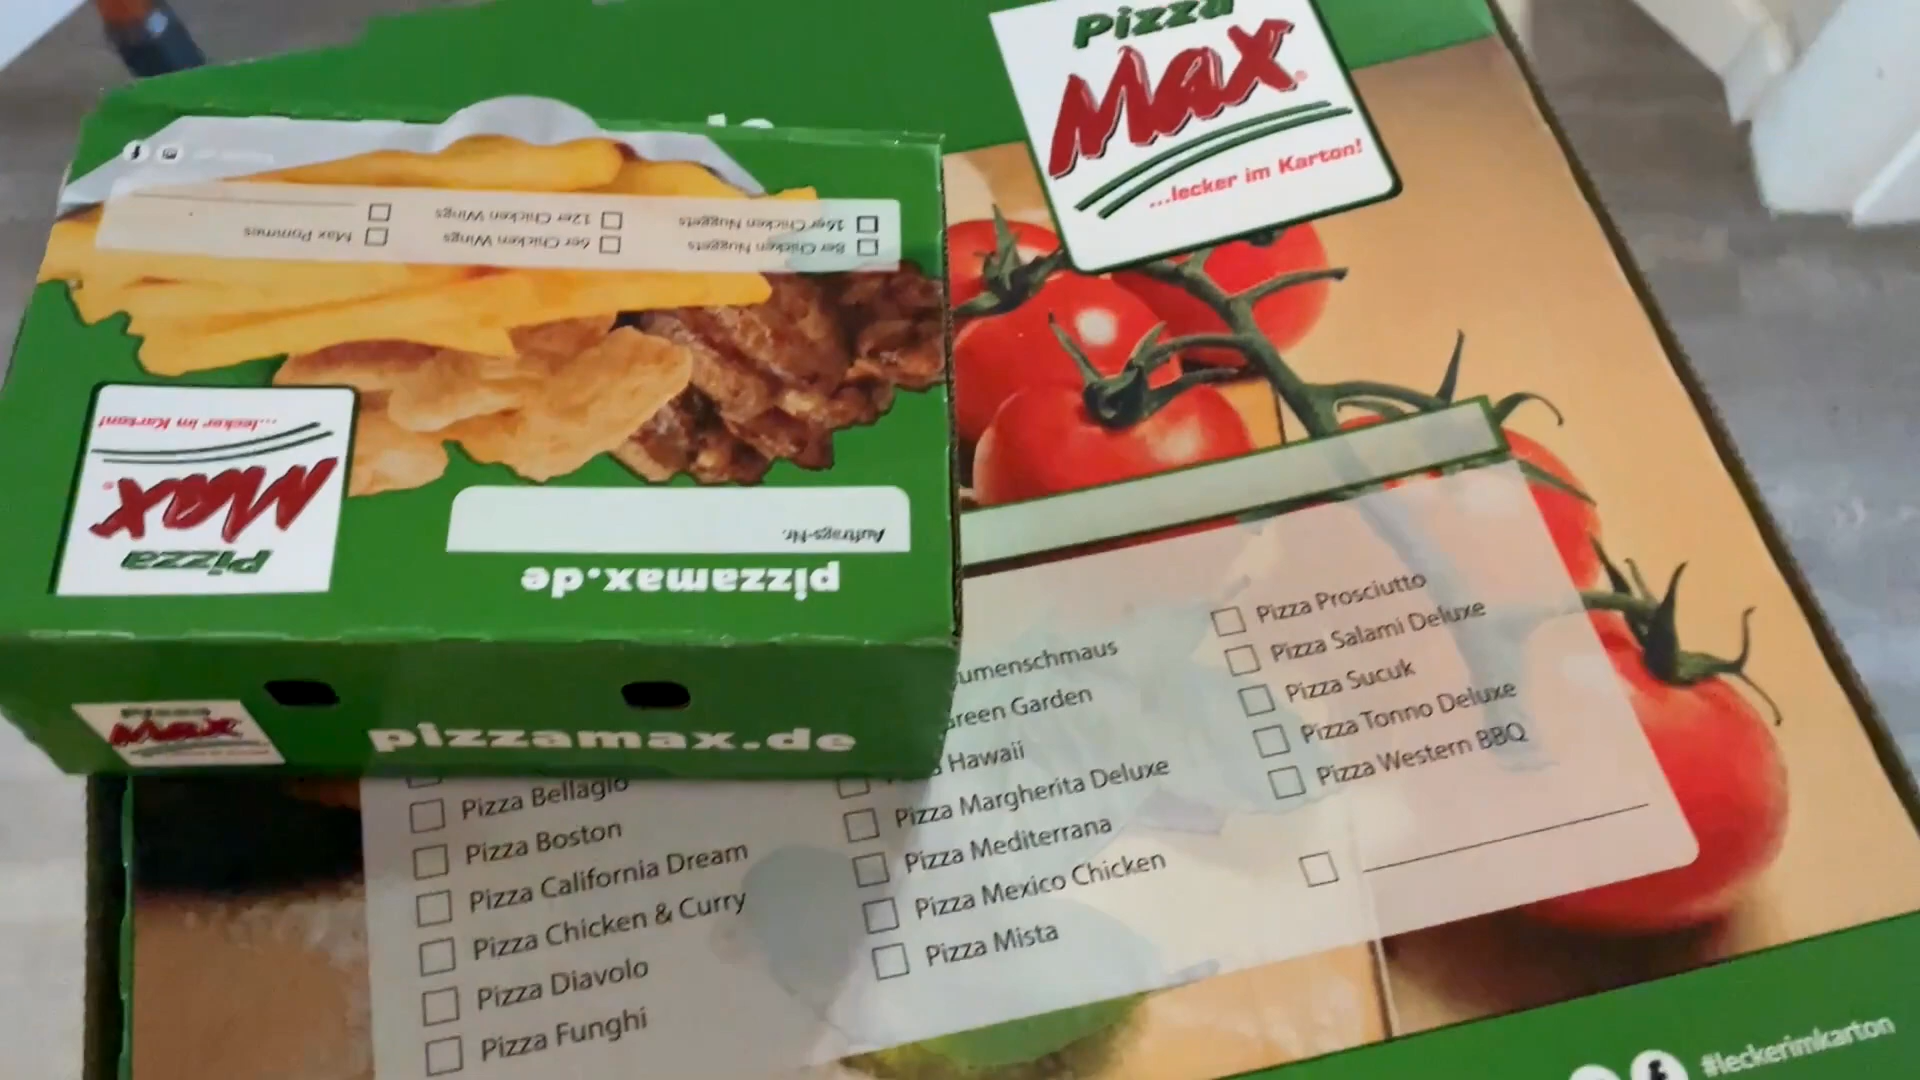 Pizza
Max
...lecker im Karton!
8er Chicken Nuggets
16er Chicken Nuggets
6er Chicken Wings
12er Chicken Wings
Max Pommes
Pizza
Max
...lecker im Karton!
pizzamax.de
Auftrags-Nr.
Max
pizzamax.de
Pizza Bellagio
Pizza Boston
Pizza California Dream
Pizza Chicken & Curry
Pizza Diavolo
Pizza Funghi
umenschmaus
reen Garden
Hawaii
Pizza Margherita Deluxe
Pizza Mediterrana
Pizza Mexico Chicken
Pizza Mista
Pizza Prosciutto
Pizza Salami Deluxe
Pizza Sucuk
Pizza Tonno Deluxe
Pizza Western BBQ
#leckerimkarton